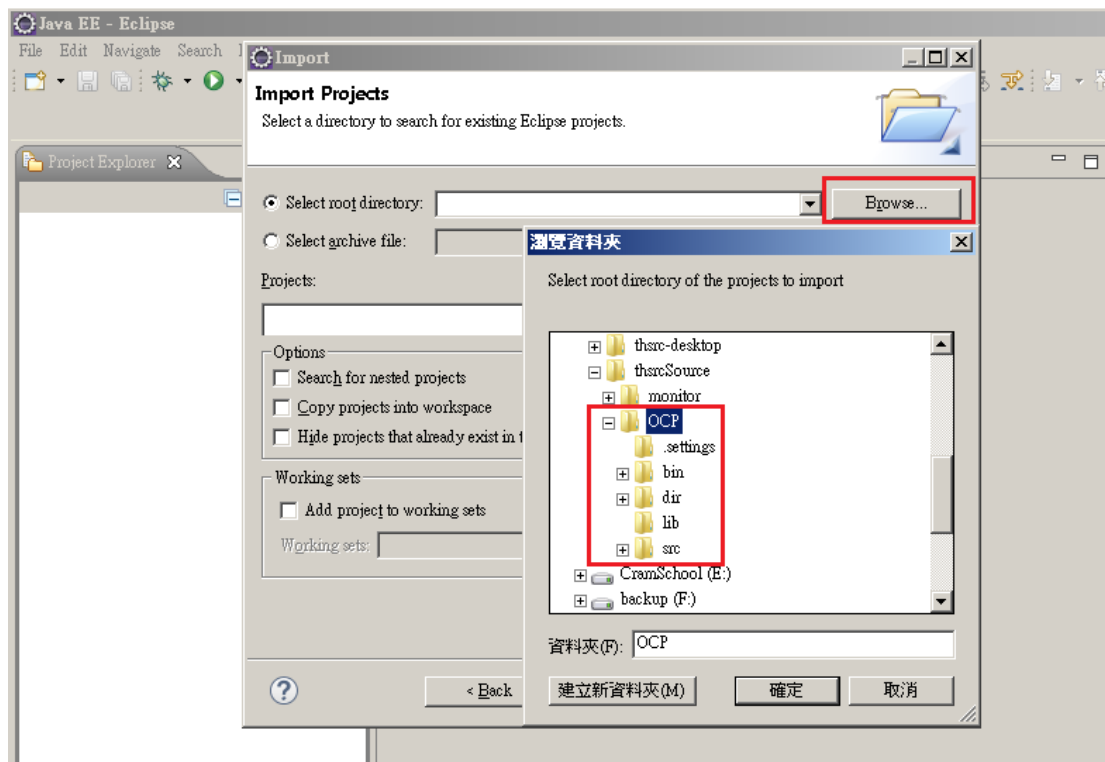 Java EE - Eclipse
File Edit Navigate Search
Import
Import Projects
Select a directory to search for existing Eclipse projects.
Project Explorer
Select root directory:
Browse...
Select archive file:
瀏覽資料夾
Projects:
Select root directory of the projects to import
thsrc-desktop
Options
thsrcSource
Search for nested projects
monitor
Copy projects into workspace
OCP
Hide projects that already exist in
.settings
bin
Working sets
dir
Add project to working sets
lib
Working sets:
src
CramSchool (E:)
backup (F:)
資料夾(F): OCP
< Back
建立新資料夾(M)
確定
取消